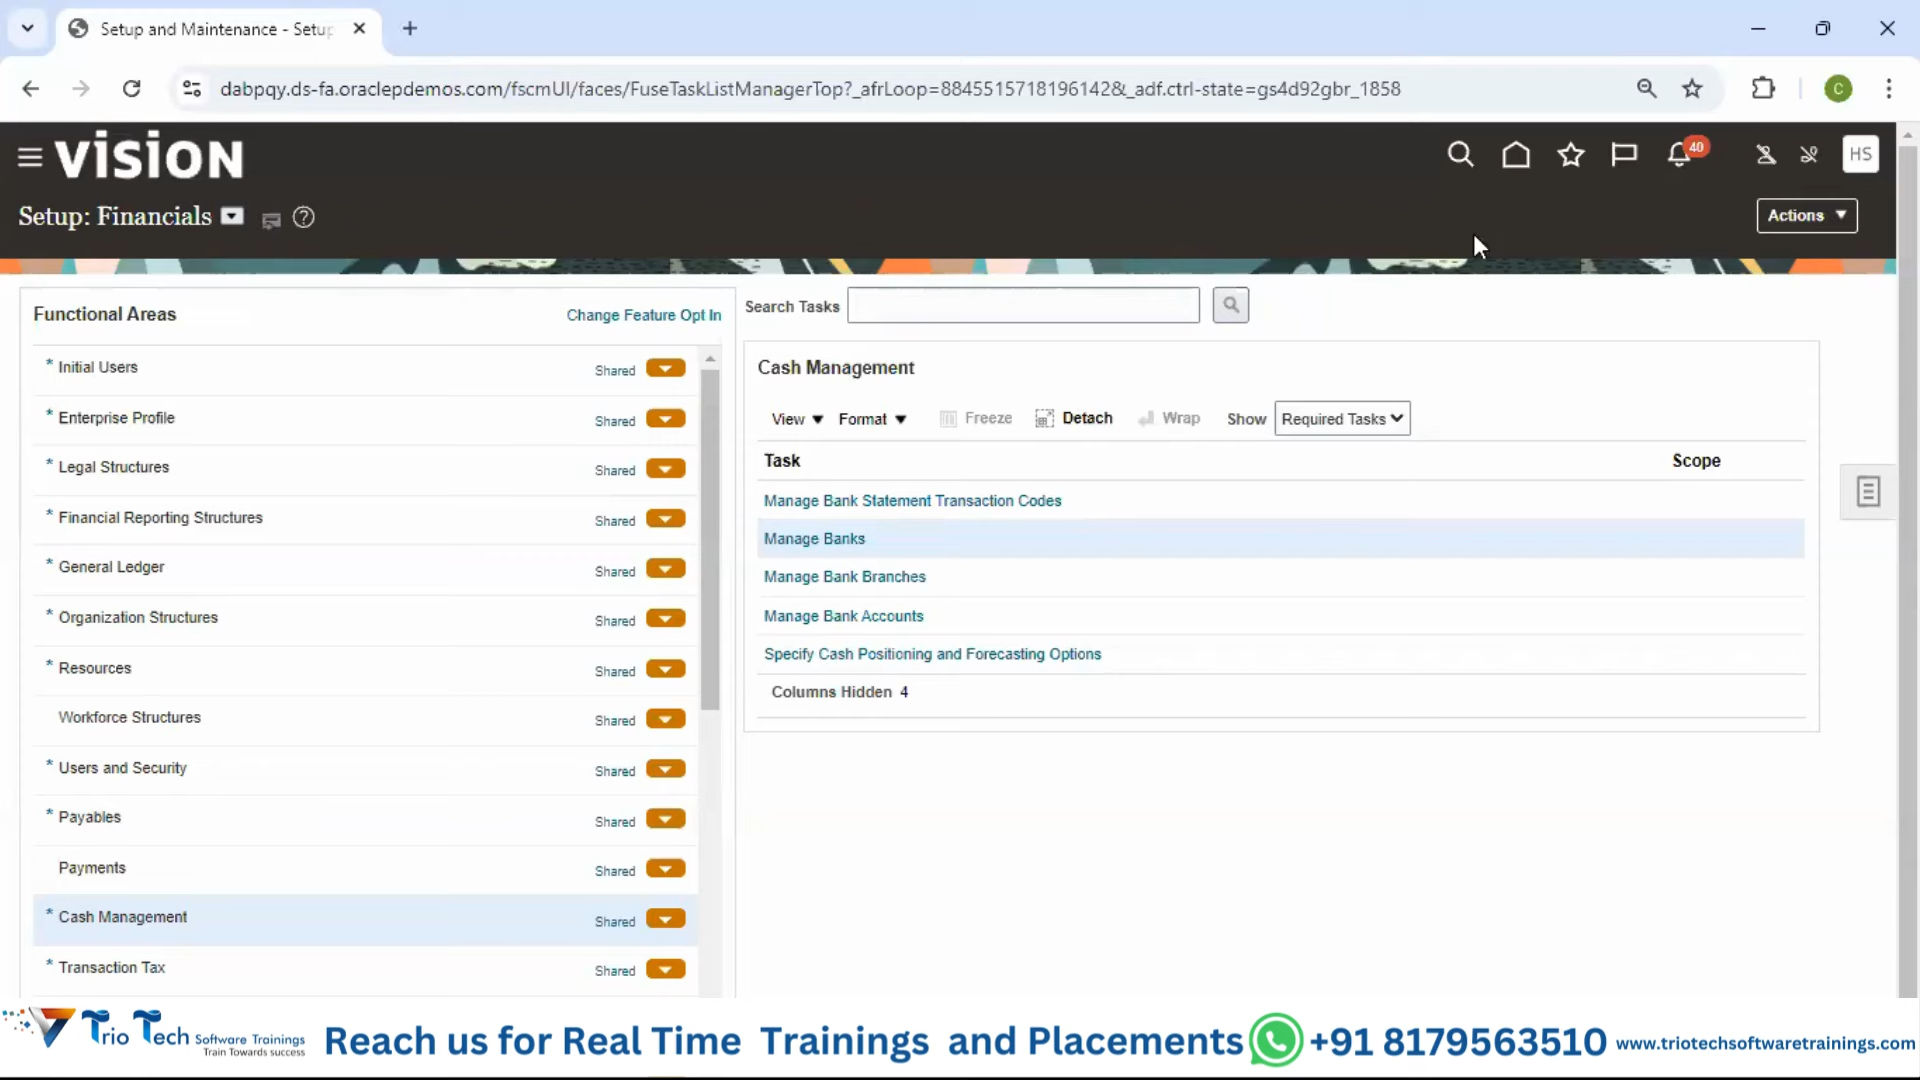 Setup and Maintenance - Setup
dabpqy.ds-fa.oraclepdemos.com/fscmUI/faces/FuseTaskListManagerTop?_afrLoop=8845515718196142&_adf.ctrl-state=gs4d92gbr_1858
C
VISION
40
HS
Setup: Financials
Actions
Functional Areas
Change Feature Opt In
* Initial Users Shared
* Enterprise Profile Shared
* Legal Structures Shared
* Financial Reporting Structures Shared
* General Ledger Shared
* Organization Structures Shared
* Resources Shared
Workforce Structures Shared
* Users and Security Shared
* Payables Shared
Payments Shared
* Cash Management Shared
* Transaction Tax Shared
Search Tasks
Cash Management
View Format Freeze Detach Wrap Show Required Tasks
Task Scope
Manage Bank Statement Transaction Codes
Manage Banks
Manage Bank Branches
Manage Bank Accounts
Specify Cash Positioning and Forecasting Options
Columns Hidden 4
Trio Tech Software Trainings
Train Towards success
Reach us for Real Time Trainings and Placements +91 8179563510 www.triotechsoftwaretrainings.com